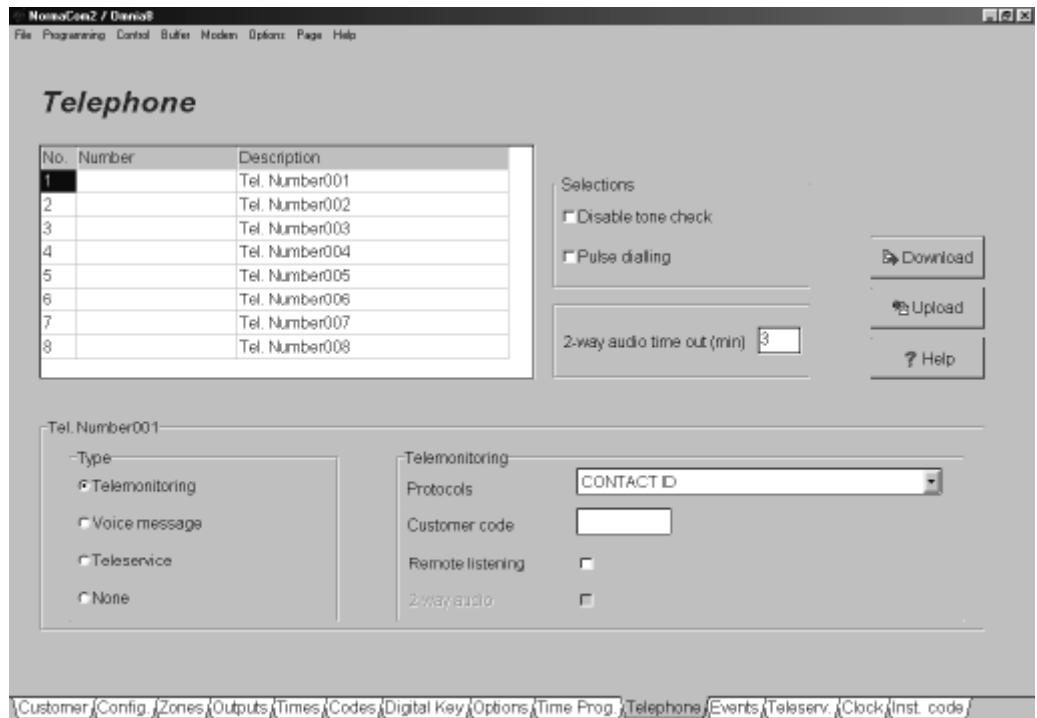 NormaCom2 / Omnia8
File Programming Control Buffer Modem Options Page Help
Telephone
No. Number Description
1 Tel. Number001
2 Tel. Number002
3 Tel. Number003
4 Tel. Number004
5 Tel. Number005
6 Tel. Number006
7 Tel. Number007
8 Tel. Number008
Selections
Disable tone check
Pulse dialling
2-way audio time out (min) 3
Download
Upload
? Help
Tel. Number001
Type
Telemonitoring
Voice message
Teleservice
None
Telemonitoring
Protocols CONTACT ID
Customer code
Remote listening
2-way audio
Customer Config. Zones Outputs Times Codes Digital Key Options Time Prog. Telephone Events Teleserv. Clock Inst. code